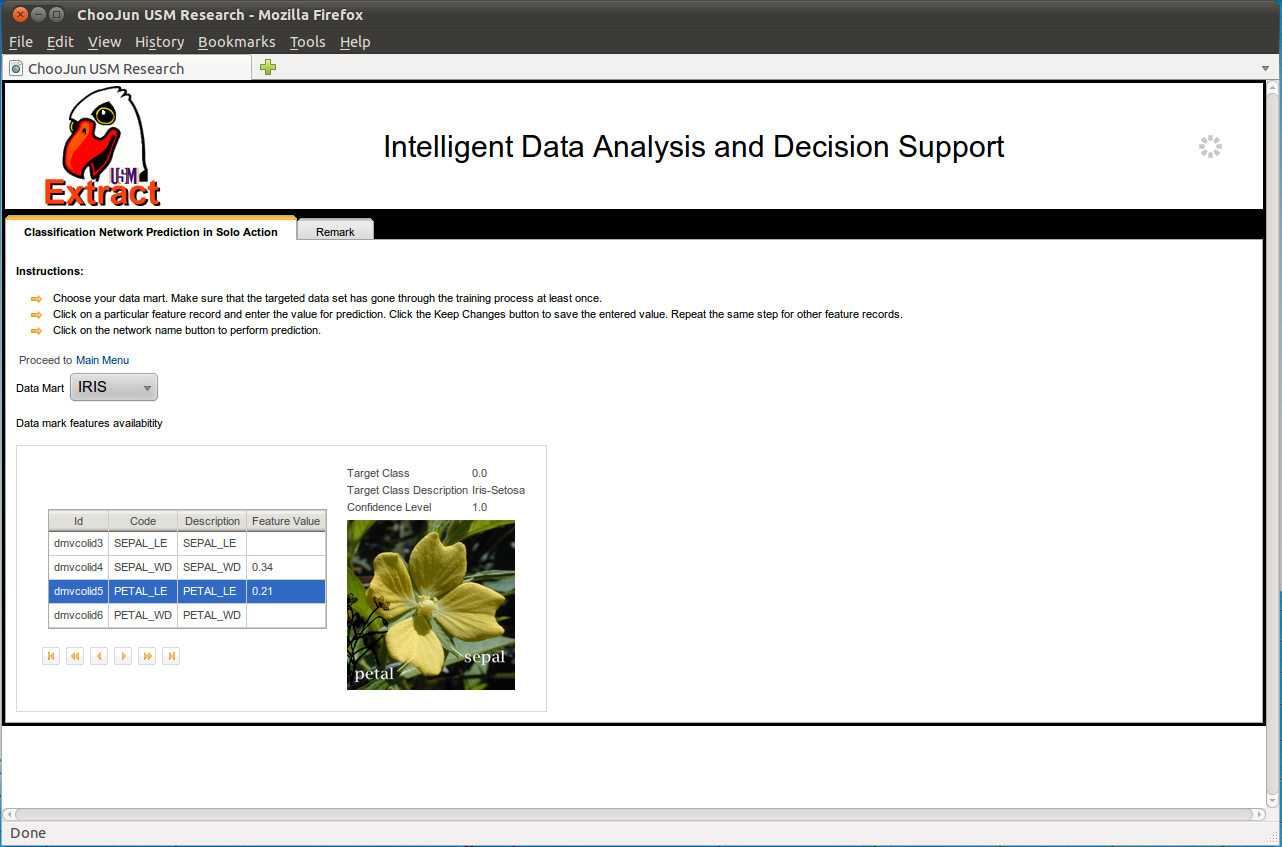 ChooJun USM Research - Mozilla Firefox
File Edit View History Bookmarks Tools Help
ChooJun USM Research
USM
Extract
Intelligent Data Analysis and Decision Support
Classification Network Prediction in Solo Action Remark
Instructions:
Choose your data mart. Make sure that the targeted data set has gone through the training process at least once.
Click on a particular feature record and enter the value for prediction. Click the Keep Changes button to save the entered value. Repeat the same step for other feature records.
Click on the network name button to perform prediction.
Proceed to Main Menu
Data Mart IRIS
Data mark features availabitity
Target Class 0.0
Target Class Description Iris-Setosa
Confidence Level 1.0
Id Code Description Feature Value
dmvcolid3 SEPAL_LE SEPAL_LE
dmvcolid4 SEPAL_WD SEPAL_WD 0.34
dmvcolid5 PETAL_LE PETAL_LE 0.21
dmvcolid6 PETAL_WD PETAL_WD
sepal
petal
Done